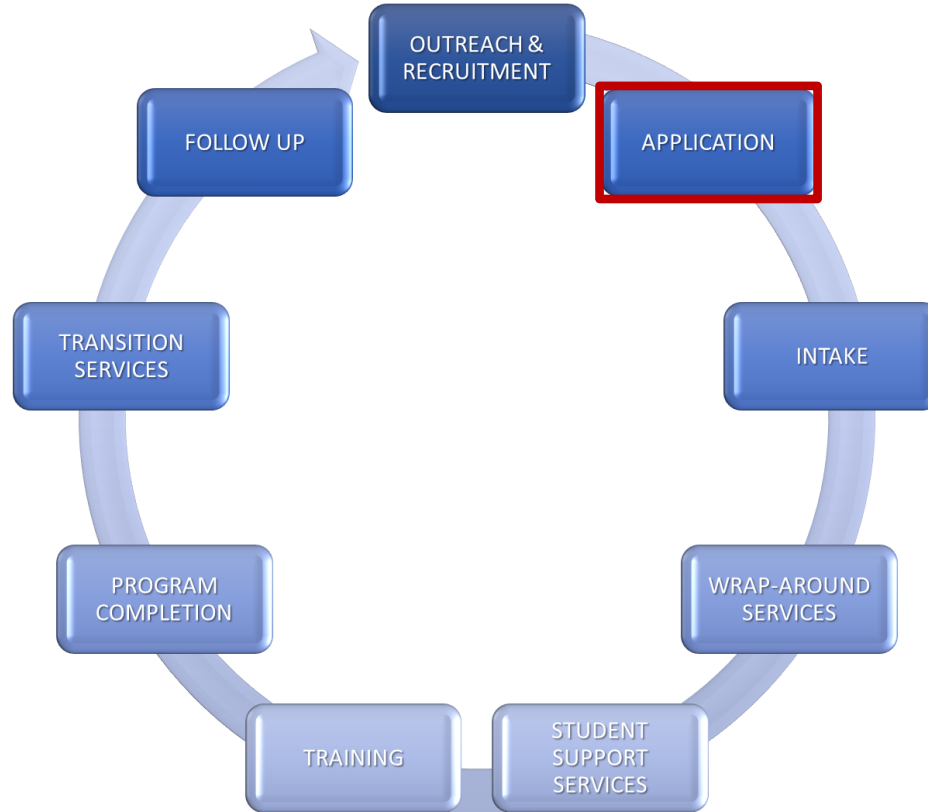 OUTREACH &
RECRUITMENT
APPLICATION
INTAKE
WRAP-AROUND
SERVICES
STUDENT
SUPPORT
SERVICES
TRAINING
PROGRAM
COMPLETION
TRANSITION
SERVICES
FOLLOW UP